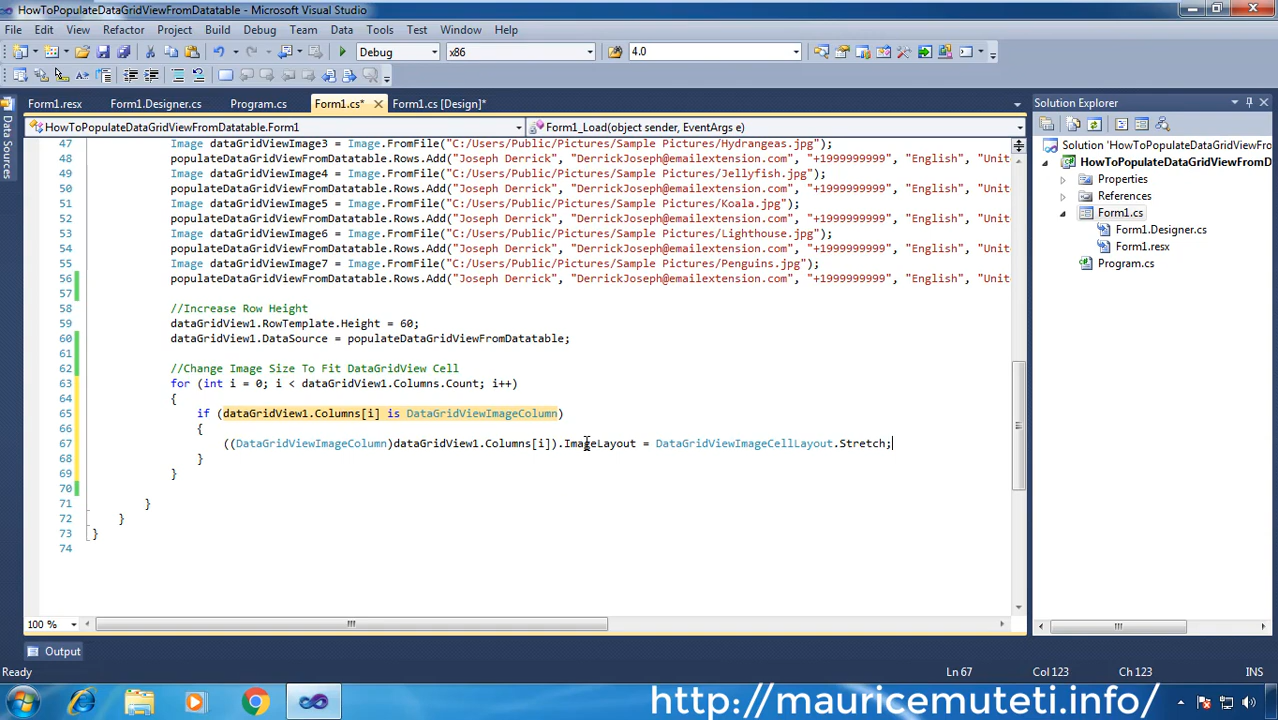 HowToPopulateDataGridViewFromDatatable - Microsoft Visual Studio
File Edit View Refactor Project Build Debug Team Data Tools Test Window Help
Debug x86 4.0
Form1.resx Form1.Designer.cs Program.cs Form1.cs* Form1.cs [Design]*
Solution Explorer
Data Sources
HowToPopulateDataGridViewFromDatatable.Form1 Form1_Load(object sender, EventArgs e)
47 Image dataGridViewImage3 = Image.FromFile("C:/Users/Public/Pictures/Sample Pictures/Hydrangeas.jpg");
48 populateDataGridViewFromDatatable.Rows.Add("Joseph Derrick", "DerrickJoseph@emailextension.com", "+1999999999", "English", "Unit
49 Image dataGridViewImage4 = Image.FromFile("C:/Users/Public/Pictures/Sample Pictures/Jellyfish.jpg");
50 populateDataGridViewFromDatatable.Rows.Add("Joseph Derrick", "DerrickJoseph@emailextension.com", "+1999999999", "English", "Unit
51 Image dataGridViewImage5 = Image.FromFile("C:/Users/Public/Pictures/Sample Pictures/Koala.jpg");
52 populateDataGridViewFromDatatable.Rows.Add("Joseph Derrick", "DerrickJoseph@emailextension.com", "+1999999999", "English", "Unit
53 Image dataGridViewImage6 = Image.FromFile("C:/Users/Public/Pictures/Sample Pictures/Lighthouse.jpg");
54 populateDataGridViewFromDatatable.Rows.Add("Joseph Derrick", "DerrickJoseph@emailextension.com", "+1999999999", "English", "Unit
55 Image dataGridViewImage7 = Image.FromFile("C:/Users/Public/Pictures/Sample Pictures/Penguins.jpg");
56 populateDataGridViewFromDatatable.Rows.Add("Joseph Derrick", "DerrickJoseph@emailextension.com", "+1999999999", "English", "Unit
57
58 //Increase Row Height
59 dataGridView1.RowTemplate.Height = 60;
60 dataGridView1.DataSource = populateDataGridViewFromDatatable;
61
62 //Change Image Size To Fit DataGridView Cell
63 for (int i = 0; i < dataGridView1.Columns.Count; i++)
64 {
65 if (dataGridView1.Columns[i] is DataGridViewImageColumn)
66 {
67 ((DataGridViewImageColumn)dataGridView1.Columns[i]).ImageLayout = DataGridViewImageCellLayout.Stretch;
68 }
69 }
70
71 }
72 }
73 }
74
Solution 'HowToPopulateDataGridViewFromDatatable' (1
HowToPopulateDataGridViewFromD
Properties
References
Form1.cs
Form1.Designer.cs
Form1.resx
Program.cs
100 %
Output
Ready Ln 67 Col 123 Ch 123 INS
http://mauricemuteti.info/